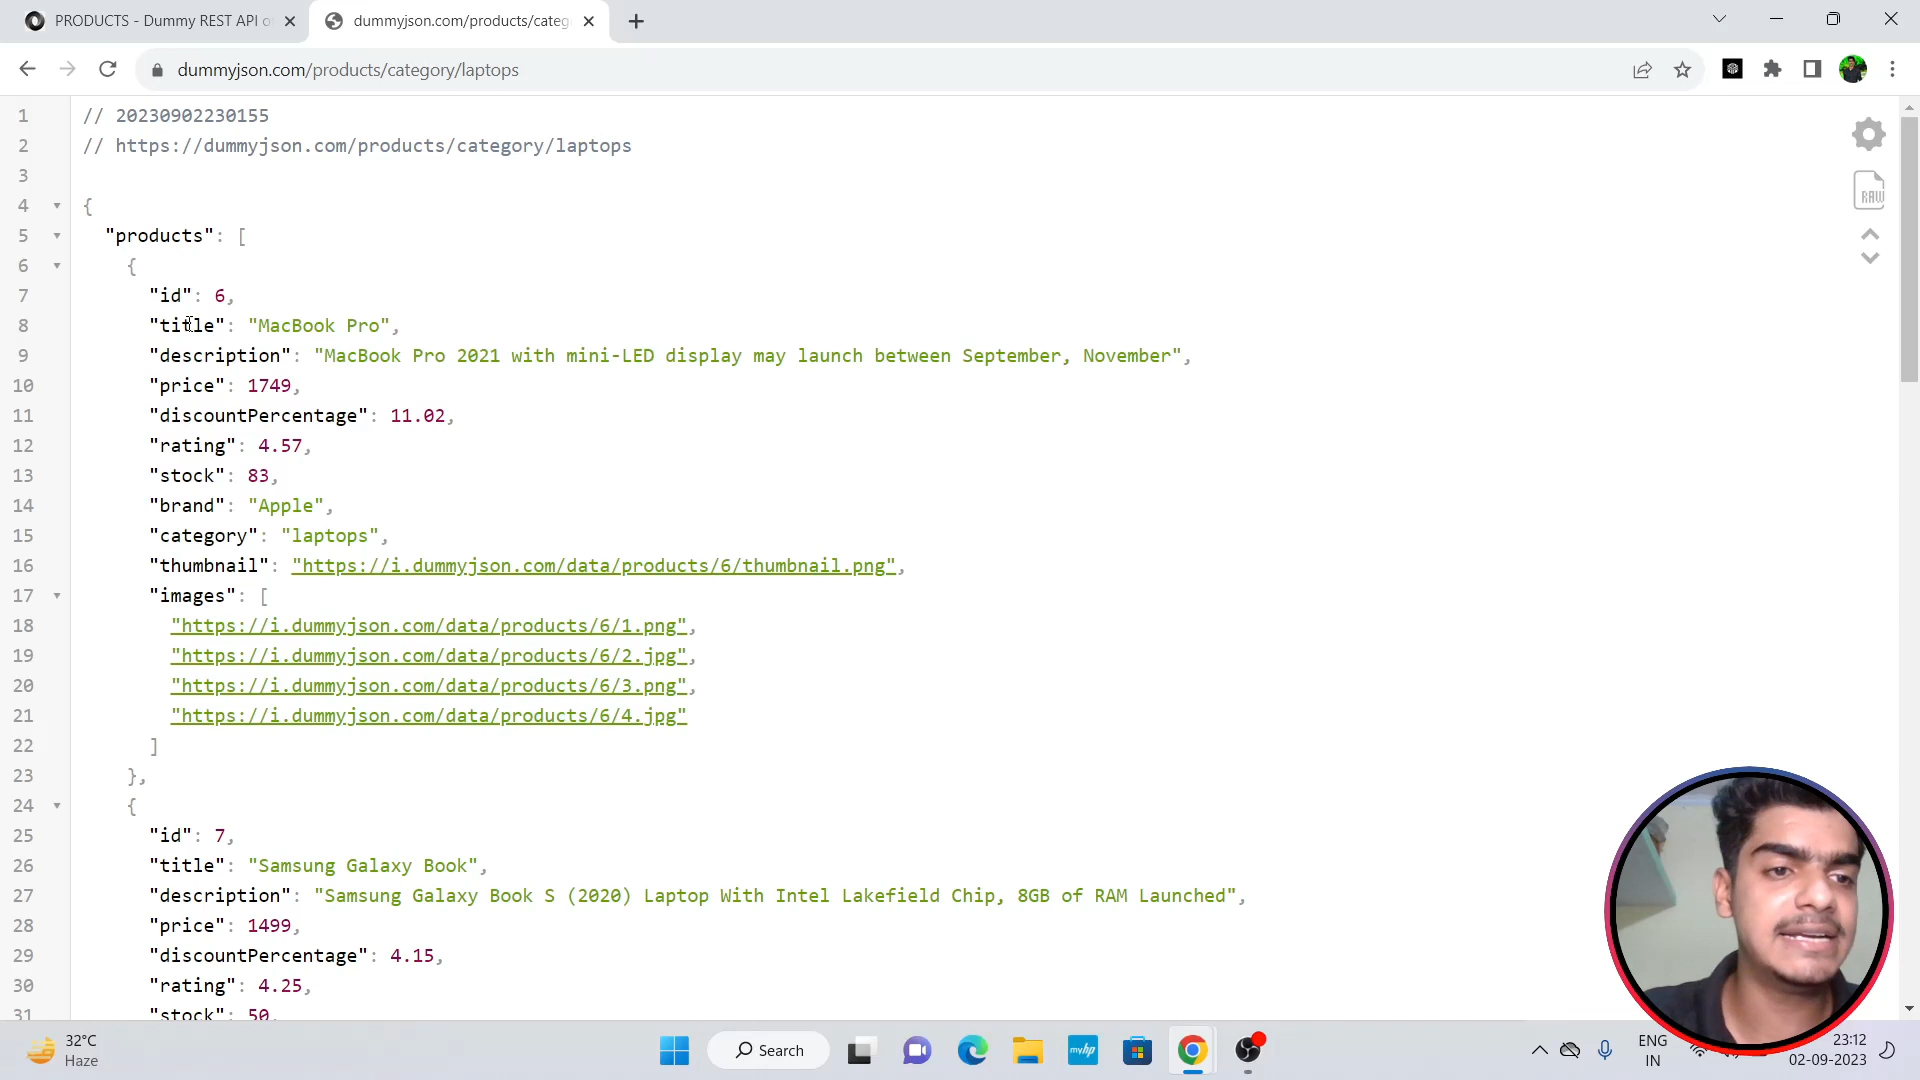 PRODUCTS - Dummy REST API o
dummyjson.com/products/categ
dummyjson.com/products/category/laptops
1 // 20230902230155
2 // https://dummyjson.com/products/category/laptops
3
4 {
5 "products": [
6 {
7 "id": 6,
8 "title": "MacBook Pro",
9 "description": "MacBook Pro 2021 with mini-LED display may launch between September, November",
10 "price": 1749,
11 "discountPercentage": 11.02,
12 "rating": 4.57,
13 "stock": 83,
14 "brand": "Apple",
15 "category": "laptops",
16 "thumbnail": "https://i.dummyjson.com/data/products/6/thumbnail.png",
17 "images": [
18 "https://i.dummyjson.com/data/products/6/1.png",
19 "https://i.dummyjson.com/data/products/6/2.jpg",
20 "https://i.dummyjson.com/data/products/6/3.png",
21 "https://i.dummyjson.com/data/products/6/4.jpg"
22 ]
23 },
24 {
25 "id": 7,
26 "title": "Samsung Galaxy Book",
27 "description": "Samsung Galaxy Book S (2020) Laptop With Intel Lakefield Chip, 8GB of RAM Launched",
28 "price": 1499,
29 "discountPercentage": 4.15,
30 "rating": 4.25,
31 "stock": 50,
RAW
32°C
Haze
Search
myhp
ENG
IN
23:12
02-09-2023